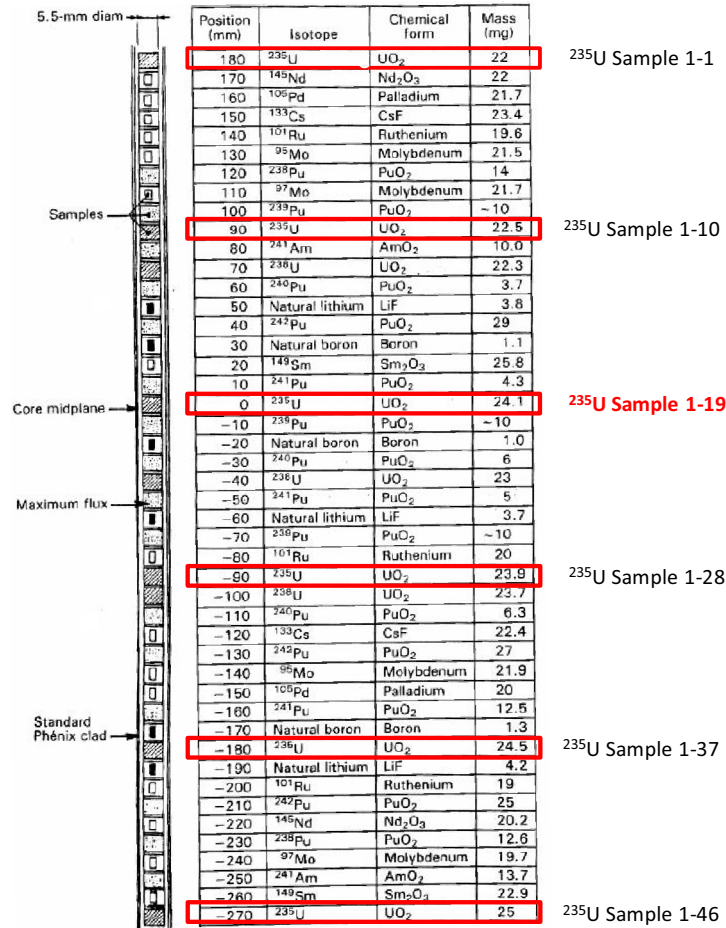 5.5-mm diam
Position (mm) Isotope Chemical form Mass (mg)
180 ²³⁵U UO₂ 22 ²³⁵U Sample 1-1
170 ¹⁴⁵Nd Nd₂O₃ 22
160 ¹⁰⁵Pd Palladium 21.7
150 ¹³³Cs CsF 23.4
140 ¹⁰¹Ru Ruthenium 19.6
130 ⁹⁵Mo Molybdenum 21.5
120 ²³⁸Pu PuO₂ 14
110 ⁹⁷Mo Molybdenum 21.7
Samples 100 ²³⁹Pu PuO₂ ~10
90 ²³⁵U UO₂ 22.5 ²³⁵U Sample 1-10
80 ²⁴¹Am AmO₂ 10.0
70 ²³⁸U UO₂ 22.3
60 ²⁴⁰Pu PuO₂ 3.7
50 Natural lithium LiF 3.8
40 ²⁴²Pu PuO₂ 29
30 Natural boron Boron 1.1
20 ¹⁴⁹Sm Sm₂O₃ 25.8
10 ²⁴¹Pu PuO₂ 4.3
Core midplane 0 ²³⁵U UO₂ 24.1 ²³⁵U Sample 1-19
−10 ²³⁹Pu PuO₂ ~10
−20 Natural boron Boron 1.0
−30 ²⁴⁰Pu PuO₂ 6
−40 ²³⁸U UO₂ 23
Maximum flux −50 ²⁴¹Pu PuO₂ 5
−60 Natural lithium LiF 3.7
−70 ²³⁹Pu PuO₂ ~10
−80 ¹⁰¹Ru Ruthenium 20
−90 ²³⁵U UO₂ 23.9 ²³⁵U Sample 1-28
−100 ²³⁸U UO₂ 23.7
−110 ²⁴⁰Pu PuO₂ 6.3
−120 ¹³³Cs CsF 22.4
−130 ²⁴²Pu PuO₂ 27
−140 ⁹⁵Mo Molybdenum 21.9
−150 ¹⁰⁵Pd Palladium 20
−160 ²⁴¹Pu PuO₂ 12.5
Standard Phénix clad −170 Natural boron Boron 1.3
−180 ²³⁵U UO₂ 24.5 ²³⁵U Sample 1-37
−190 Natural lithium LiF 4.2
−200 ¹⁰¹Ru Ruthenium 19
−210 ²⁴²Pu PuO₂ 25
−220 ¹⁴⁵Nd Nd₂O₃ 20.2
−230 ²³⁸Pu PuO₂ 12.6
−240 ⁹⁷Mo Molybdenum 19.7
−250 ²⁴¹Am AmO₂ 13.7
−260 ¹⁴⁹Sm Sm₂O₃ 22.9
−270 ²³⁵U UO₂ 25 ²³⁵U Sample 1-46